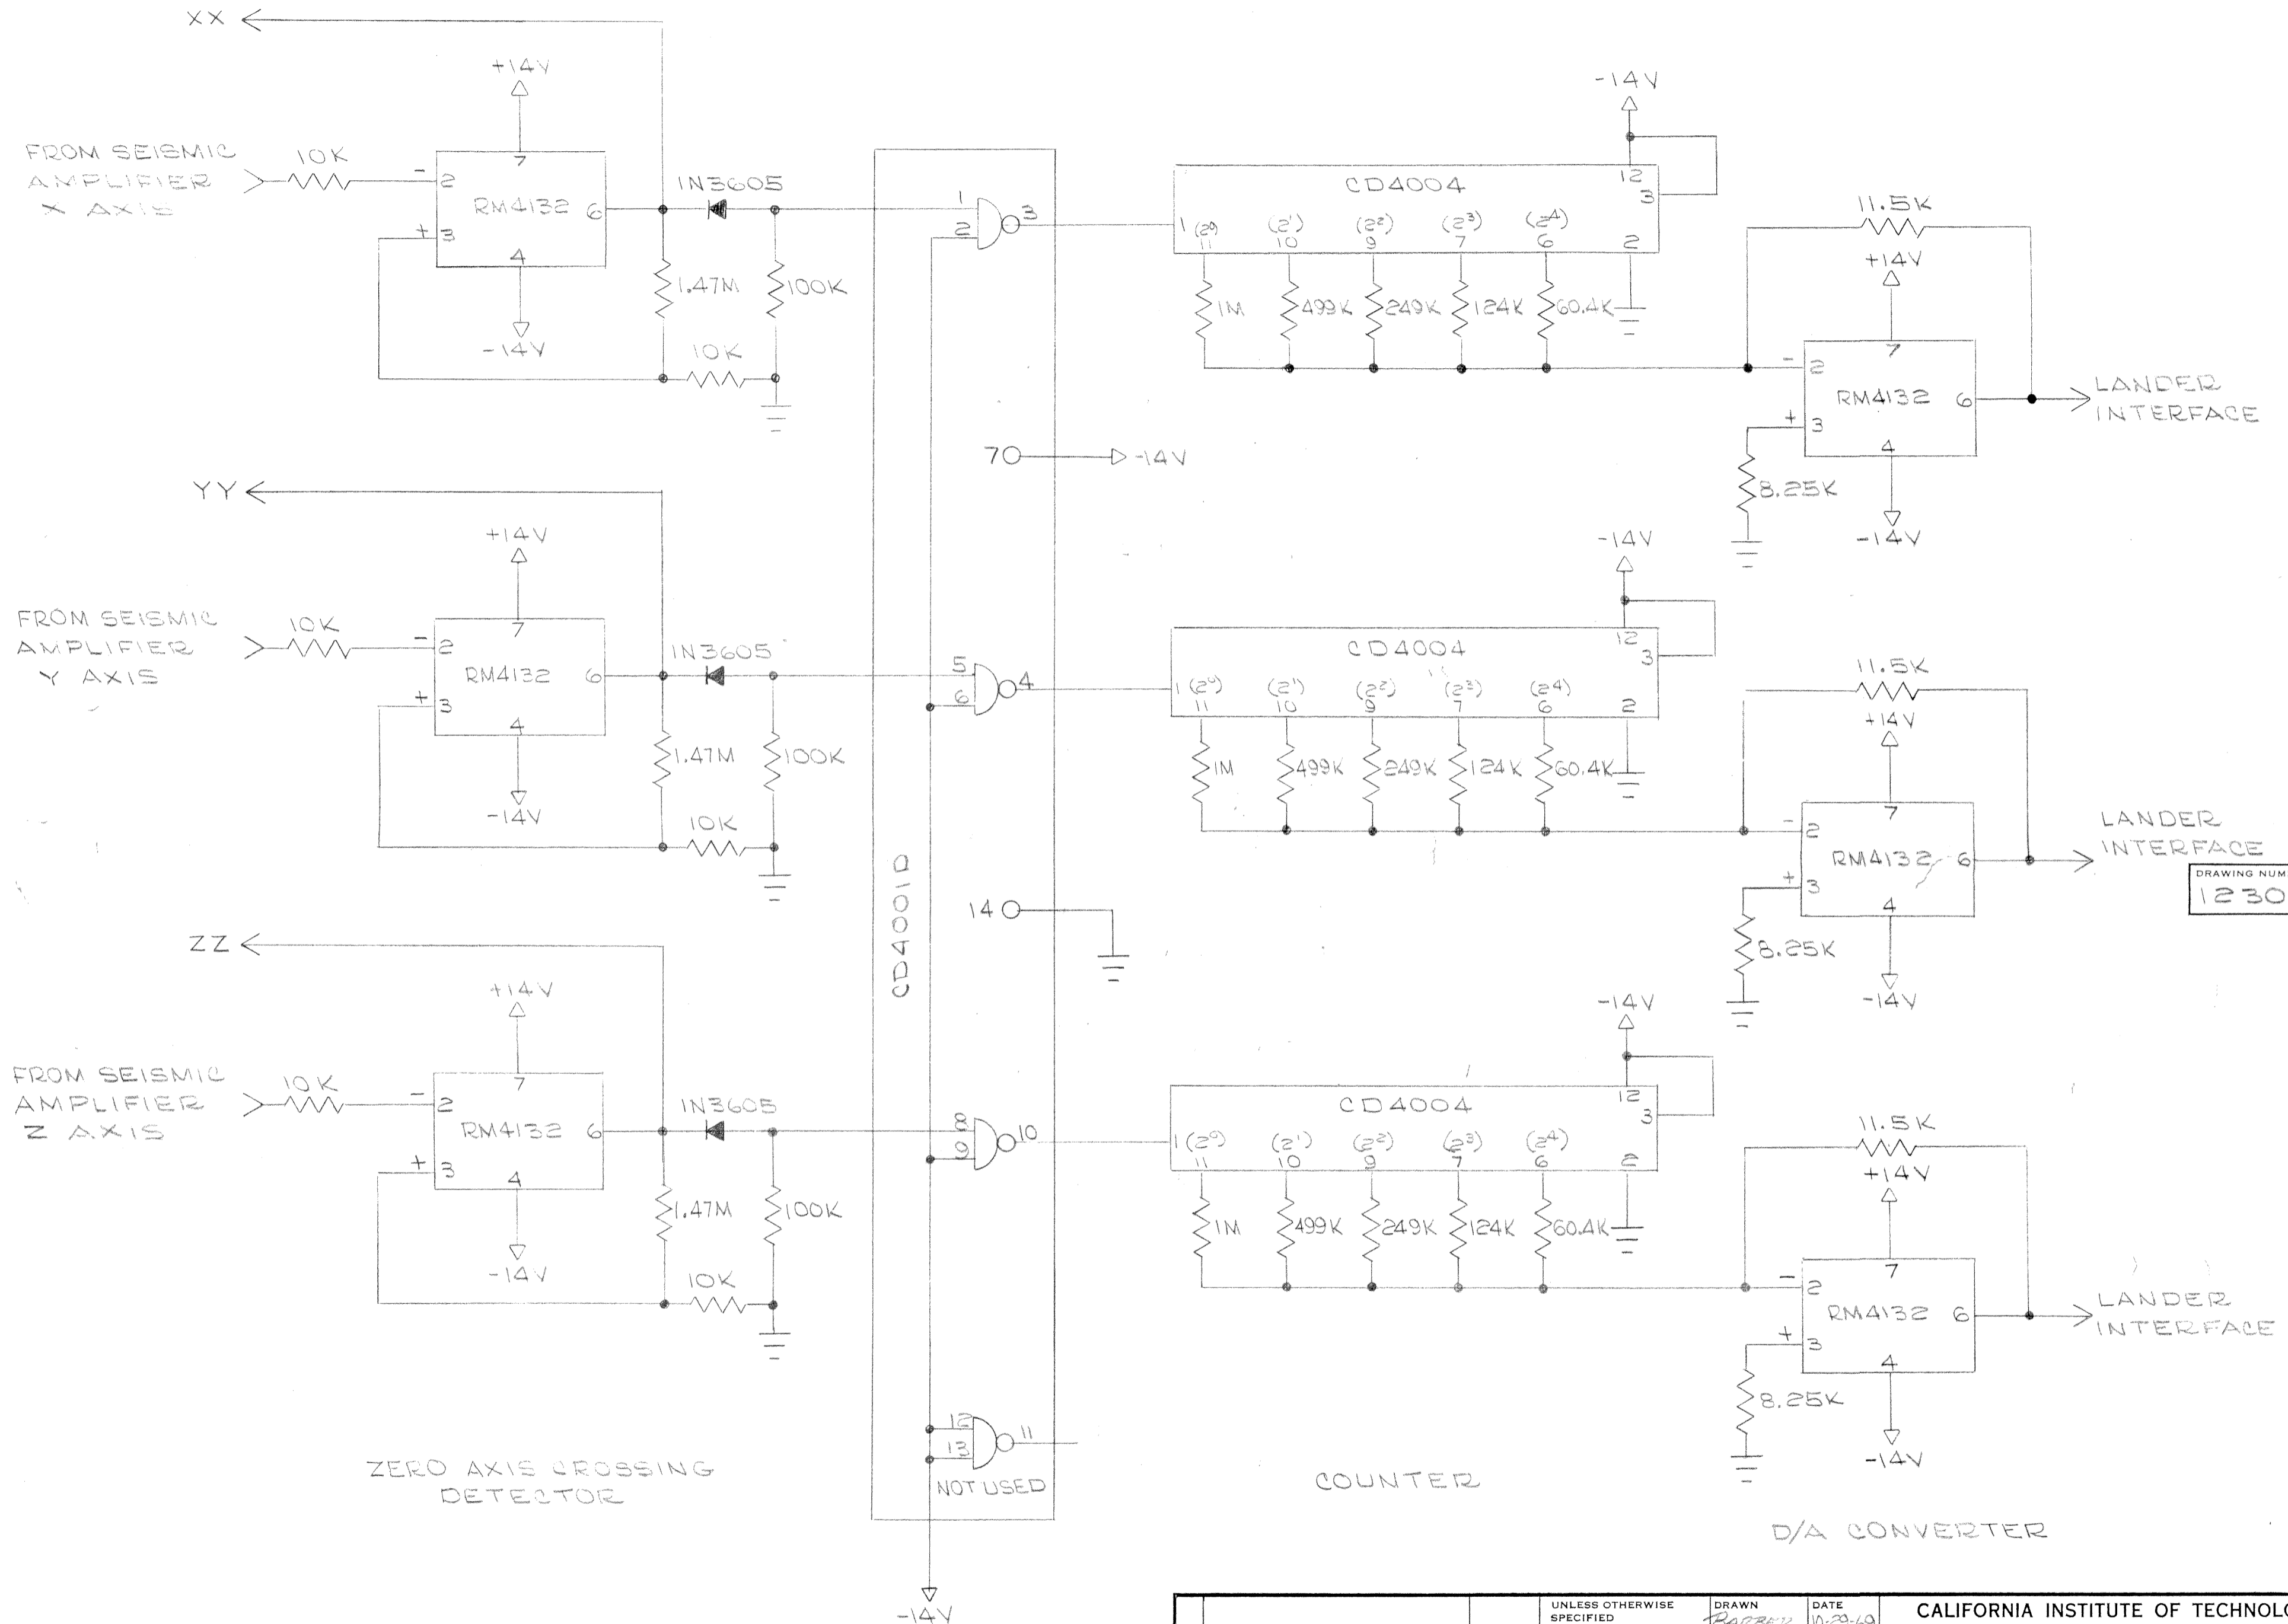 XX
+14V
FROM SEISMIC
AMPLIFIER
X AXIS
10K
- 2
7
RM4132 6
+ 3
4
-14V
1N3605
1.47M
100K
10K
1
2
3
-14V
CD4004
12
3
1 (2⁰) (2¹) (2²) (2³) (2⁴)
11 10 9 7 6 2
1M 499K 249K 124K 60.4K
11.5K
+14V
7
- 2
RM4132 6
+ 3
4
8.25K
-14V
LANDER
INTERFACE
7 -14V
YY
+14V
FROM SEISMIC
AMPLIFIER
Y AXIS
10K
- 2
7
RM4132 6
+ 3
4
-14V
1N3605
1.47M
100K
10K
5
6
4
-14V
CD4004
12
3
1 (2⁰) (2¹) (2²) (2³) (2⁴)
11 10 9 7 6 2
1M 499K 249K 124K 60.4K
11.5K
+14V
7
- 2
RM4132 6
+ 3
4
8.25K
-14V
LANDER
INTERFACE
DRAWING NUM
1230
CD4001D
14
ZZ
+14V
FROM SEISMIC
AMPLIFIER
Z AXIS
10K
- 2
7
RM4132 6
+ 3
4
-14V
1N3605
1.47M
100K
10K
8
9
10
-14V
CD4004
12
3
1 (2⁰) (2¹) (2²) (2³) (2⁴)
11 10 9 7 6 2
1M 499K 249K 124K 60.4K
11.5K
+14V
7
- 2
RM4132 6
+ 3
4
8.25K
-14V
LANDER
INTERFACE
12
13
11
NOT USED
ZERO AXIS CROSSING
DETECTOR
COUNTER
D/A CONVERTER
-14V
UNLESS OTHERWISE
SPECIFIED
DRAWN
DATE
CALIFORNIA INSTITUTE OF TECHNOL